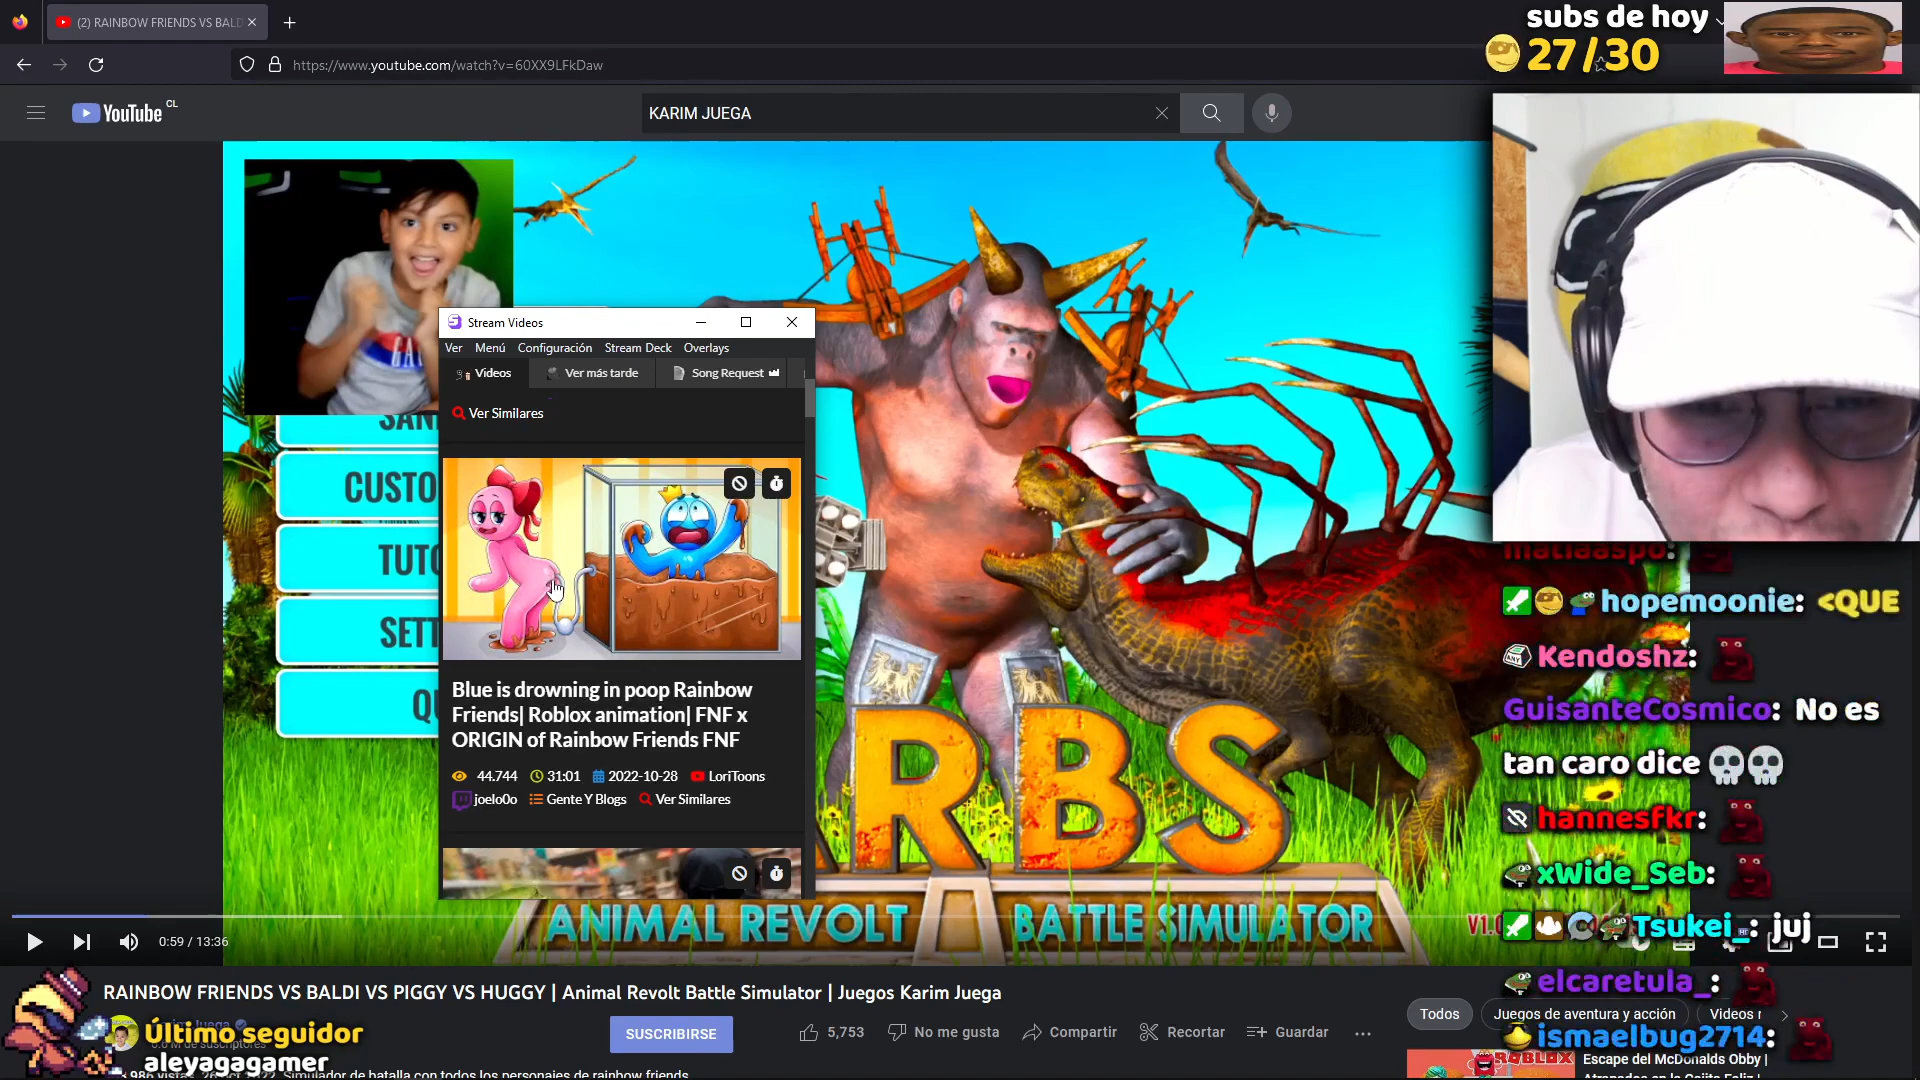 (2) RAINBOW FRIENDS VS BALD
subs de hoy
27/30
https://www.youtube.com/watch?v=60XX9LFkDaw
YouTube CL
KARIM JUEGA
Stream Videos
Ver Menú Configuración Stream Deck Overlays
Videos Ver más tarde Song Request
Ver Similares
CUSTO
TUTO
SETT
Blue is drowning in poop Rainbow
Friends| Roblox animation| FNF x
ORIGIN of Rainbow Friends FNF
44.744 31:01 2022-10-28 LoriToons
joelo0o Gente Y Blogs Ver Similares
ARBS
ANIMAL REVOLT BATTLE SIMULATOR
matiaaspo:
hopemoonie: <QUE
Kendoshz:
GuisanteCosmico: No es
tan caro dice
hannesfkr:
xWide_Seb:
Tsukei_: juj
elcaretula_:
ismaelbug2714:
0:59 / 13:36
RAINBOW FRIENDS VS BALDI VS PIGGY VS HUGGY | Animal Revolt Battle Simulator | Juegos Karim Juega
Último seguidor
aleyagagamer
SUSCRIBIRSE
5,753 No me gusta Compartir Recortar Guardar
Todos Juegos de aventura y acción Videos r
ROBLOX
Escape del McDonalds Obby |